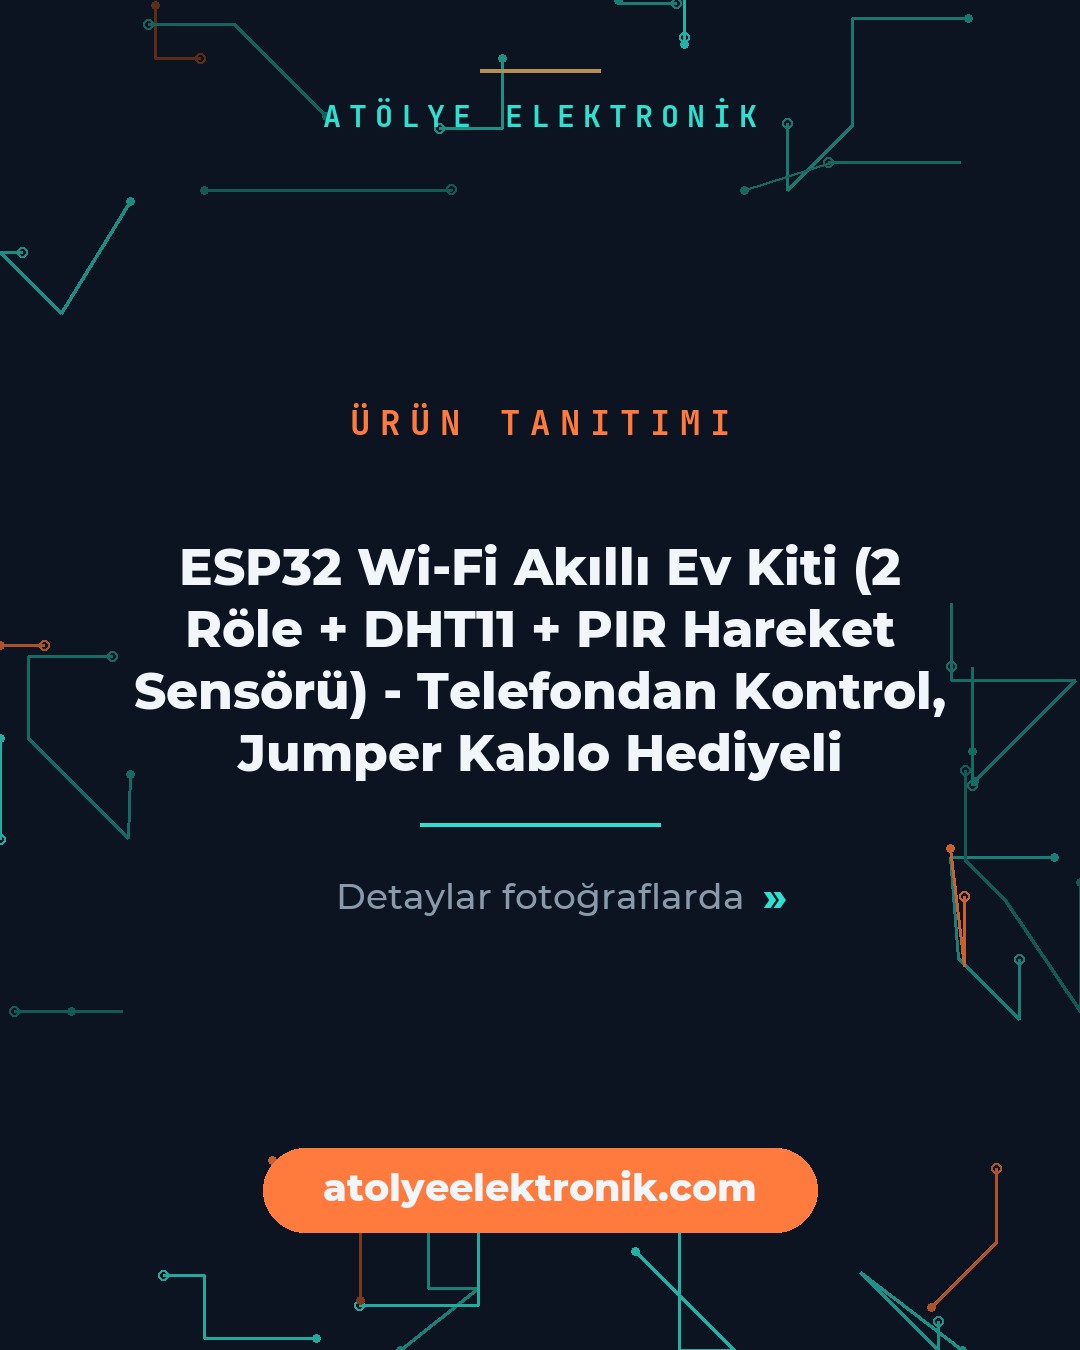 ATÖLYE ELEKTRONİK
ÜRÜN TANITIMI
ESP32 Wi-Fi Akıllı Ev Kiti (2
Röle + DHT11 + PIR Hareket
Sensörü) - Telefondan Kontrol,
Jumper Kablo Hediyeli
Detaylar fotoğraflarda »
atolyeelektronik.com